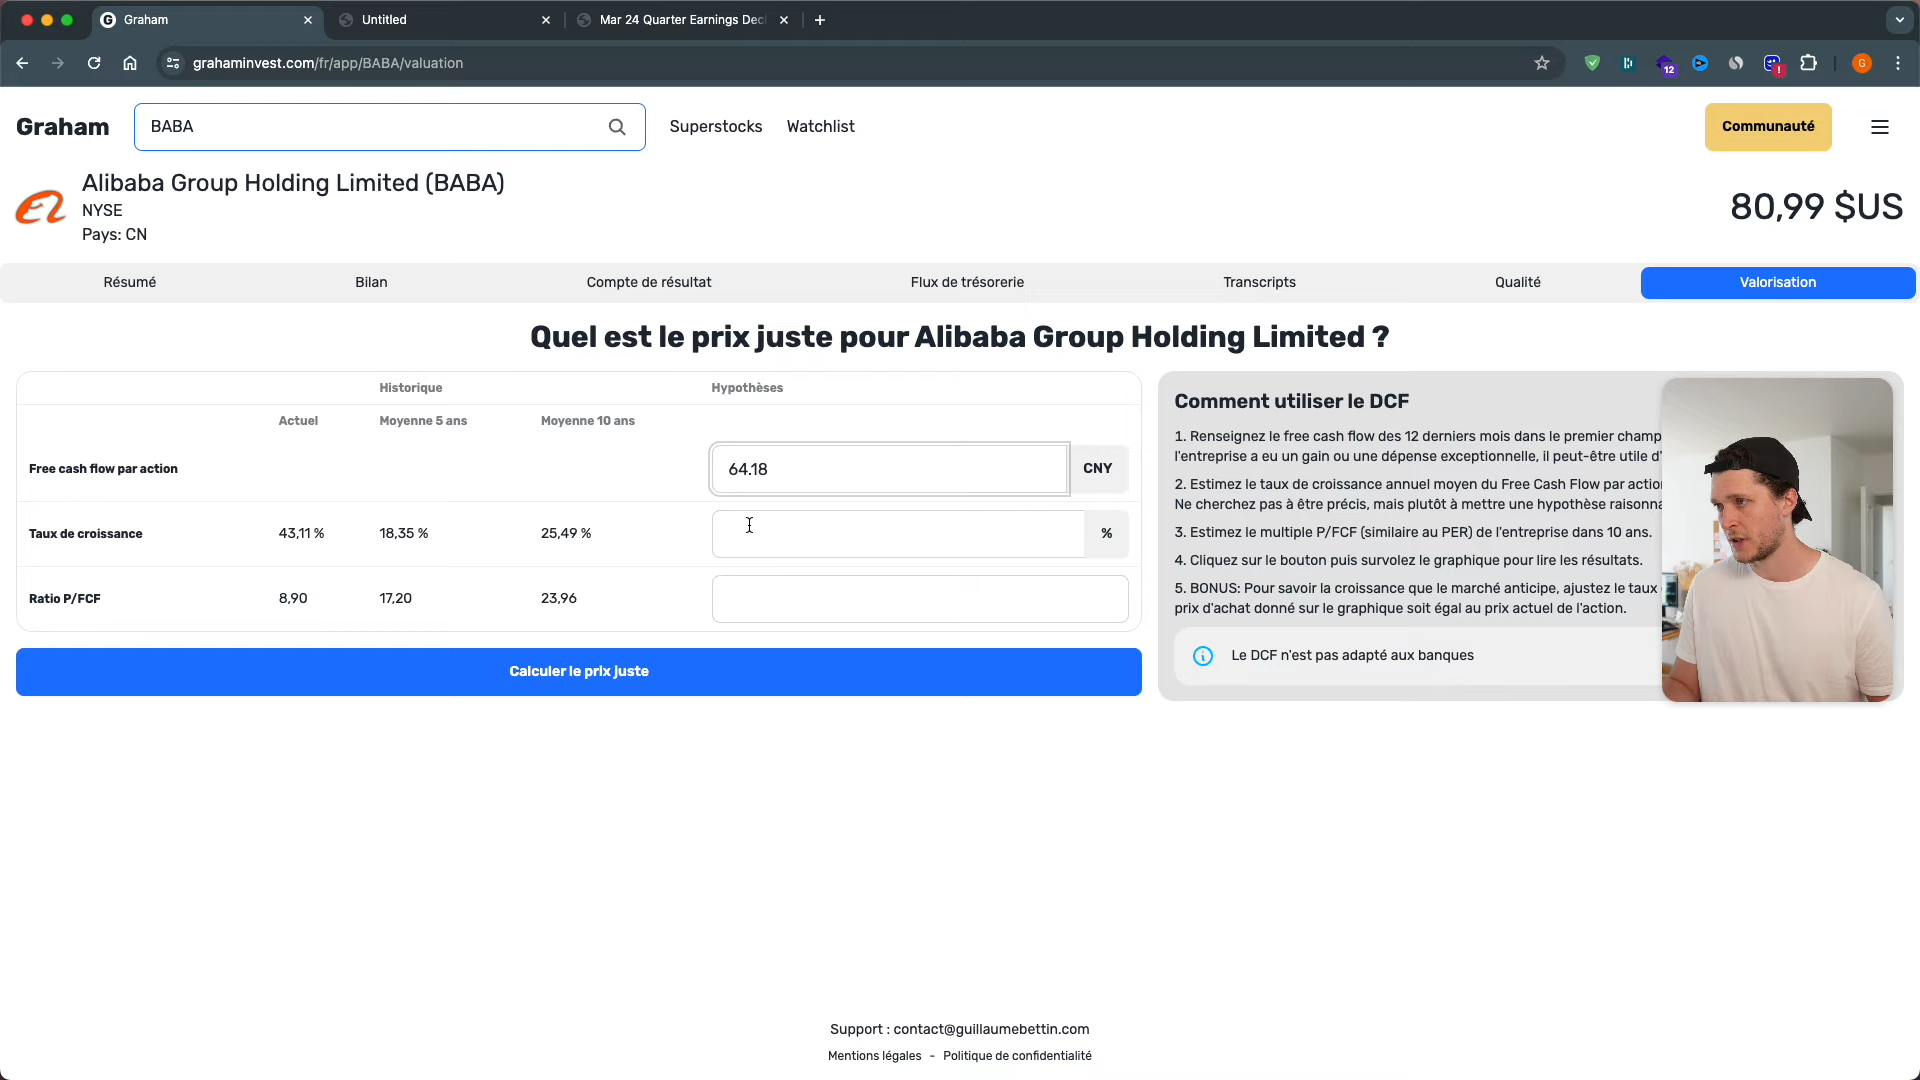 Graham
Untitled
Mar 24 Quarter Earnings Dec
grahaminvest.com/fr/app/BABA/valuation
12
G
Graham
BABA
Superstocks
Watchlist
Communauté
Alibaba Group Holding Limited (BABA)
NYSE
Pays: CN
80,99 $US
Résumé
Bilan
Compte de résultat
Flux de trésorerie
Transcripts
Qualité
Valorisation
Quel est le prix juste pour Alibaba Group Holding Limited ?
Historique
Hypothèses
Actuel
Moyenne 5 ans
Moyenne 10 ans
Free cash flow par action
64.18
CNY
Taux de croissance
43,11 %
18,35 %
25,49 %
%
Ratio P/FCF
8,90
17,20
23,96
Calculer le prix juste
Comment utiliser le DCF
1. Renseignez le free cash flow des 12 derniers mois dans le premier champ
l'entreprise a eu un gain ou une dépense exceptionnelle, il peut-être utile d'
2. Estimez le taux de croissance annuel moyen du Free Cash Flow par action
Ne cherchez pas à être précis, mais plutôt à mettre une hypothèse raisonna
3. Estimez le multiple P/FCF (similaire au PER) de l'entreprise dans 10 ans.
4. Cliquez sur le bouton puis survolez le graphique pour lire les résultats.
5. BONUS: Pour savoir la croissance que le marché anticipe, ajustez le taux
prix d'achat donné sur le graphique soit égal au prix actuel de l'action.
Le DCF n'est pas adapté aux banques
Support : contact@guillaumebettin.com
Mentions légales - Politique de confidentialité